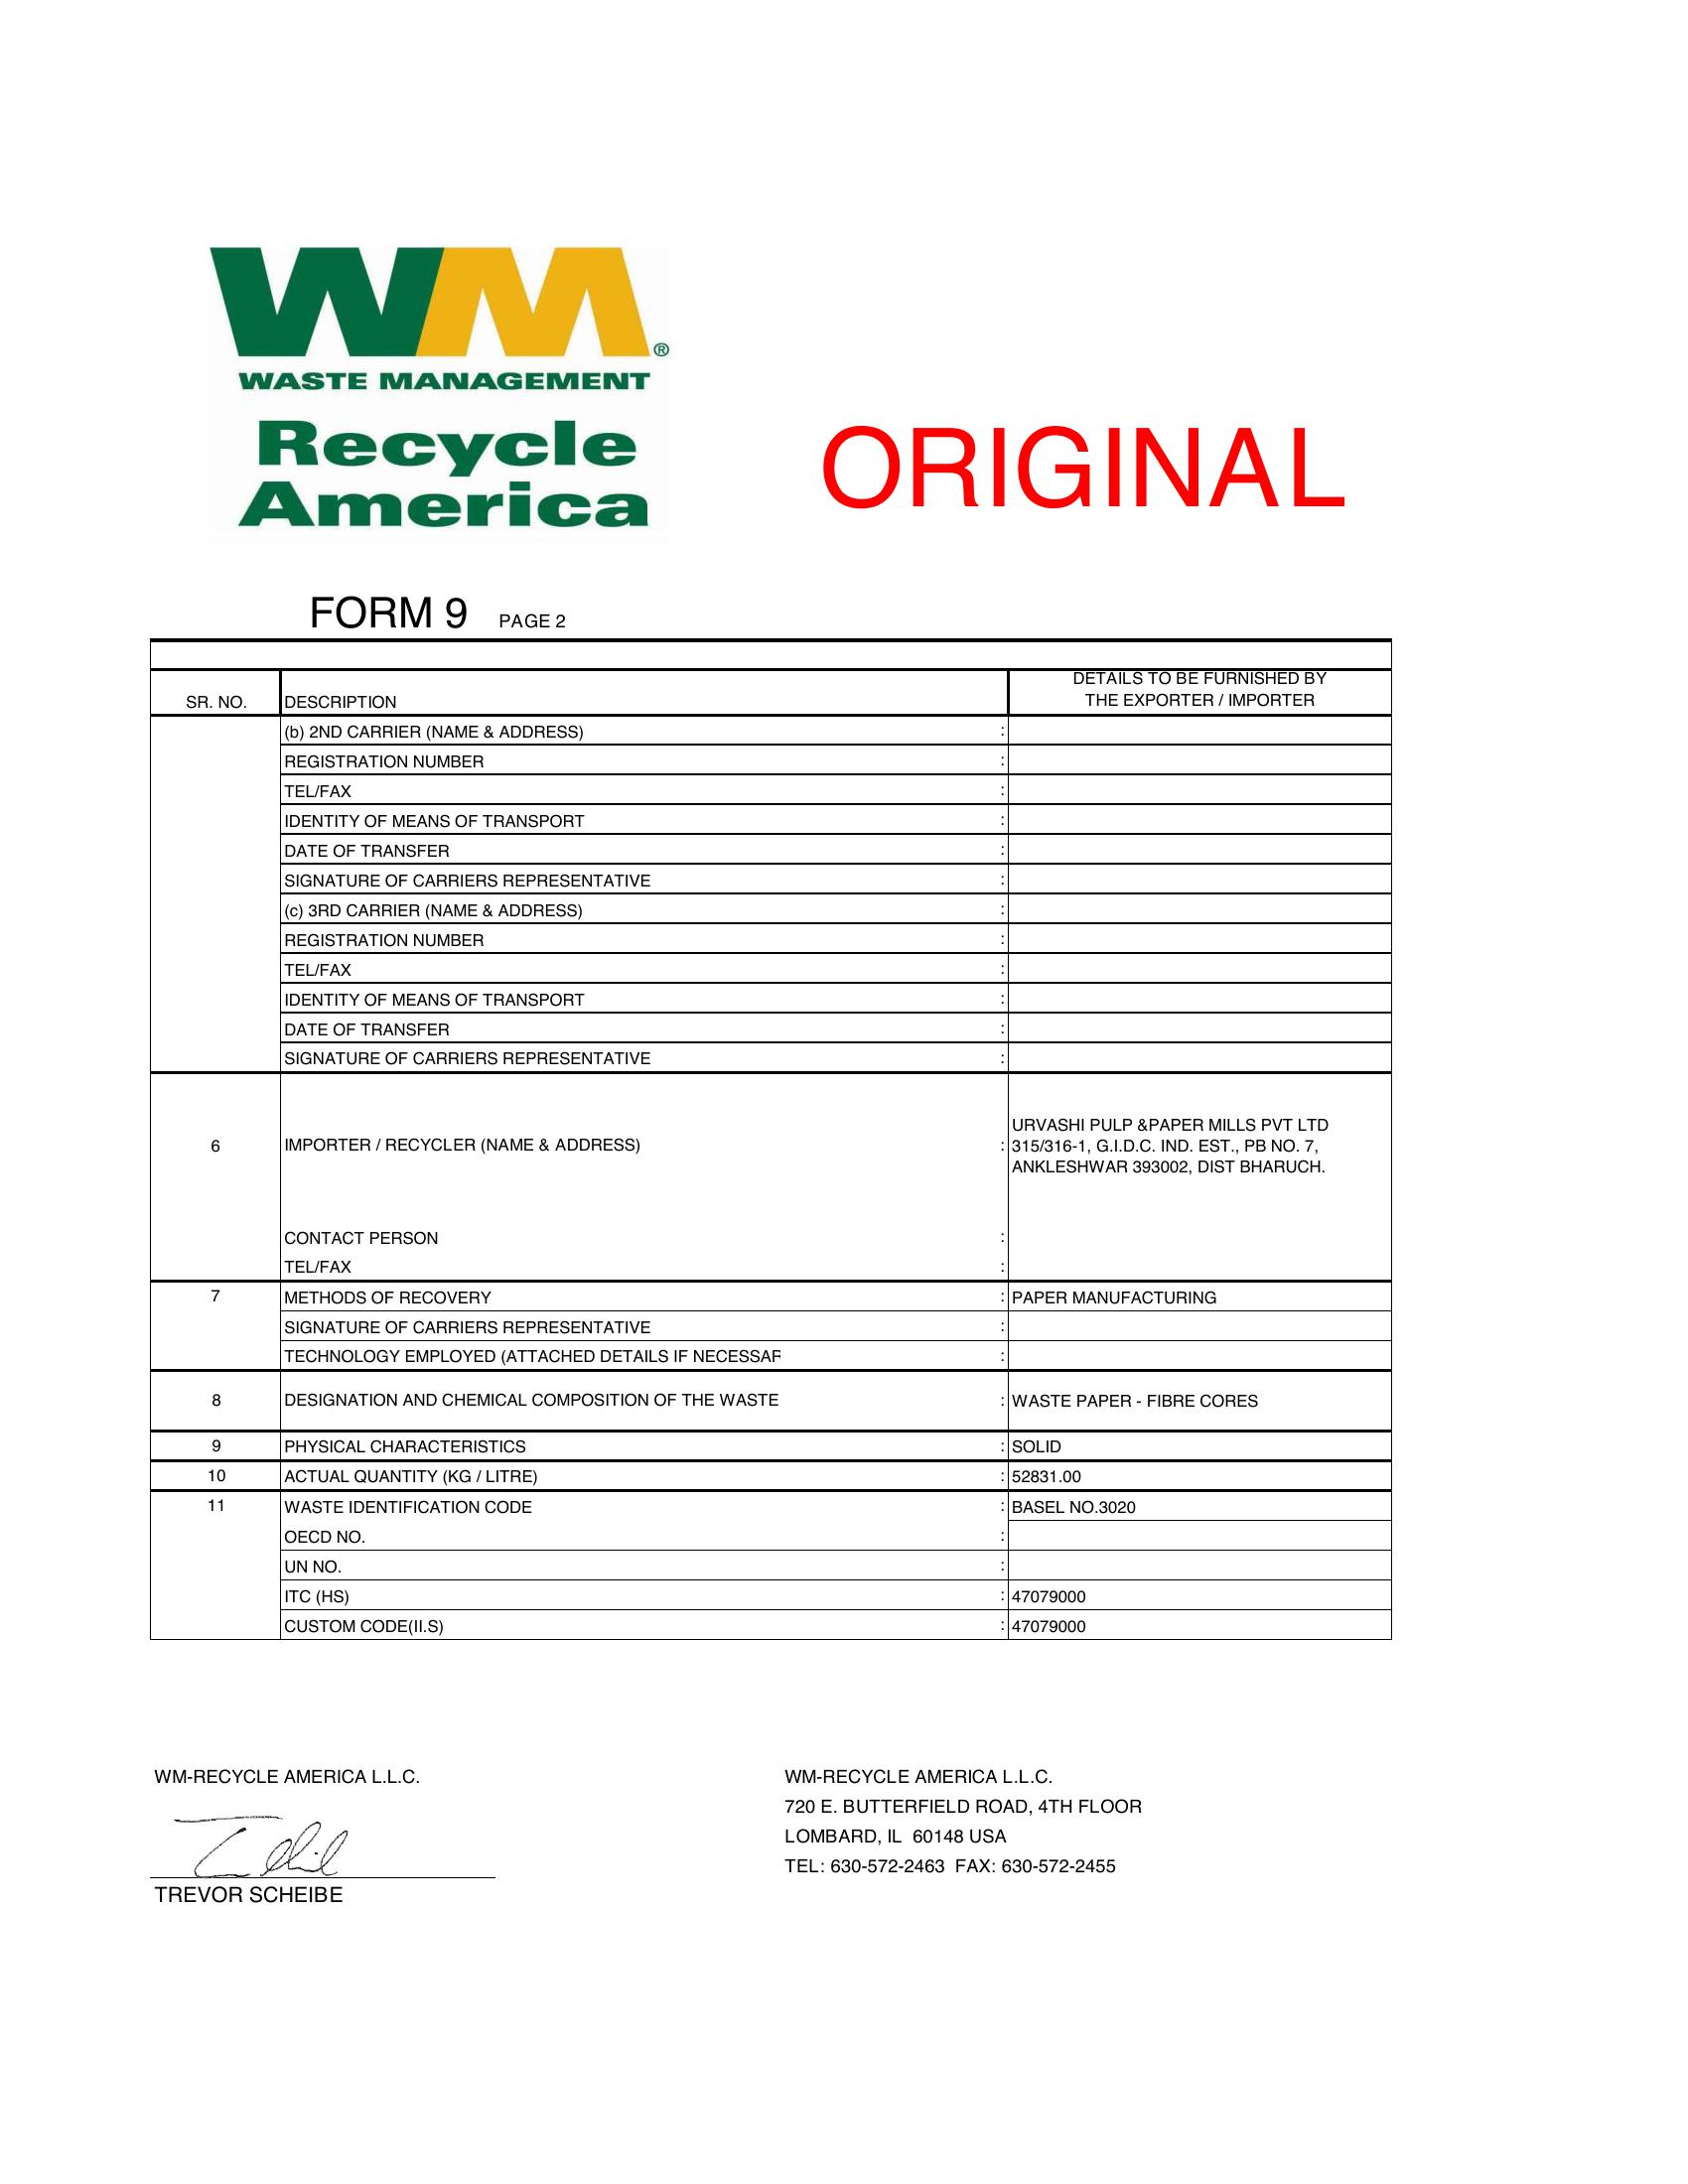 WM®
WASTE MANAGEMENT
Recycle
America
ORIGINAL
FORM 9 PAGE 2
SR. NO. DESCRIPTION DETAILS TO BE FURNISHED BY
THE EXPORTER / IMPORTER
(b) 2ND CARRIER (NAME & ADDRESS) :
REGISTRATION NUMBER :
TEL/FAX :
IDENTITY OF MEANS OF TRANSPORT :
DATE OF TRANSFER :
SIGNATURE OF CARRIERS REPRESENTATIVE :
(c) 3RD CARRIER (NAME & ADDRESS) :
REGISTRATION NUMBER :
TEL/FAX :
IDENTITY OF MEANS OF TRANSPORT :
DATE OF TRANSFER :
SIGNATURE OF CARRIERS REPRESENTATIVE :
6 IMPORTER / RECYCLER (NAME & ADDRESS) : URVASHI PULP &PAPER MILLS PVT LTD
315/316-1, G.I.D.C. IND. EST., PB NO. 7,
ANKLESHWAR 393002, DIST BHARUCH.
CONTACT PERSON :
TEL/FAX :
7 METHODS OF RECOVERY : PAPER MANUFACTURING
SIGNATURE OF CARRIERS REPRESENTATIVE :
TECHNOLOGY EMPLOYED (ATTACHED DETAILS IF NECESSAR :
8 DESIGNATION AND CHEMICAL COMPOSITION OF THE WASTE : WASTE PAPER - FIBRE CORES
9 PHYSICAL CHARACTERISTICS : SOLID
10 ACTUAL QUANTITY (KG / LITRE) : 52831.00
11 WASTE IDENTIFICATION CODE : BASEL NO.3020
OECD NO. :
UN NO. :
ITC (HS) : 47079000
CUSTOM CODE(II.S) : 47079000
WM-RECYCLE AMERICA L.L.C.
TREVOR SCHEIBE
WM-RECYCLE AMERICA L.L.C.
720 E. BUTTERFIELD ROAD, 4TH FLOOR
LOMBARD, IL 60148 USA
TEL: 630-572-2463 FAX: 630-572-2455